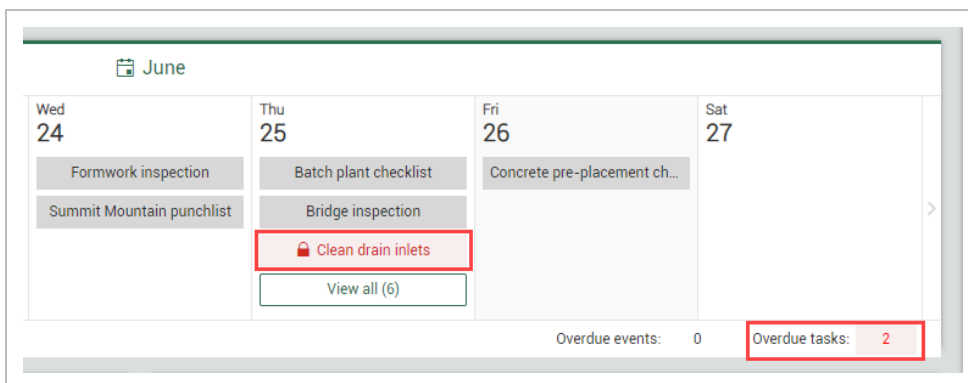 June
Wed
24
Formwork inspection
Summit Mountain punchlist
Thu
25
Batch plant checklist
Bridge inspection
Clean drain inlets
View all (6)
Fri
26
Concrete pre-placement ch...
Sat
27
Overdue events: 0
Overdue tasks: 2